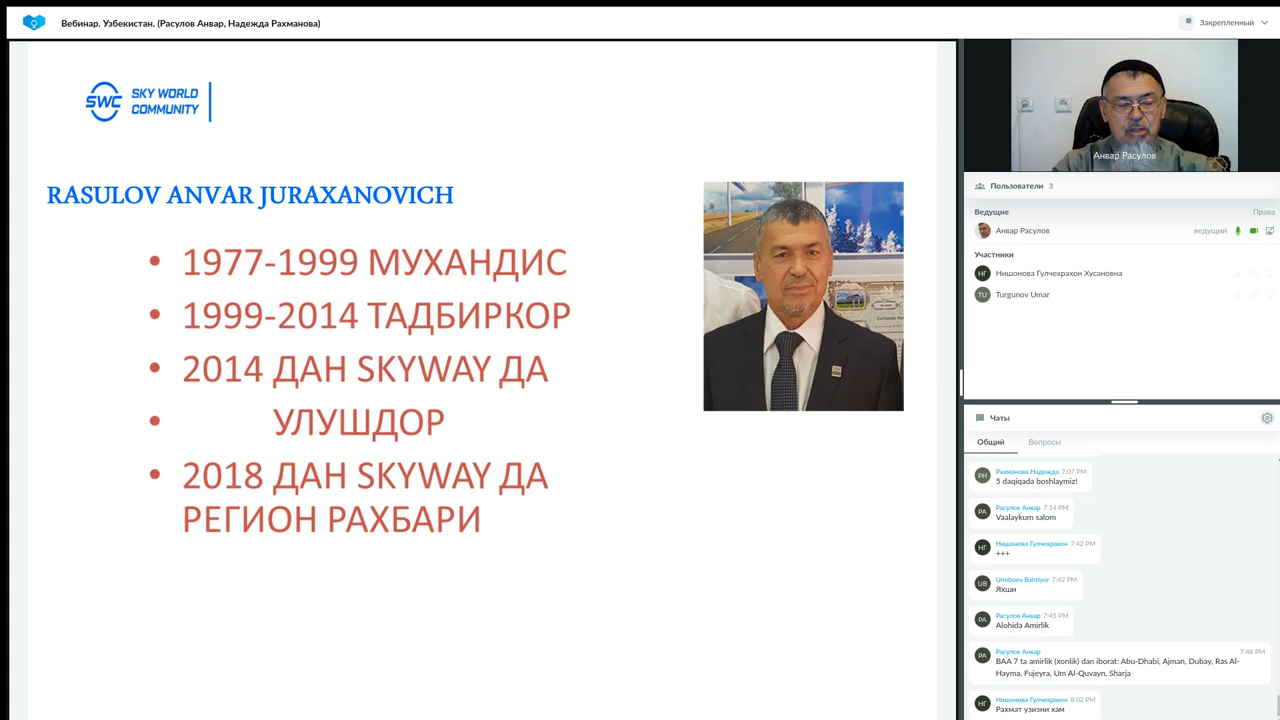 Вебинар. Узбекистан. (Расулов Анвар, Надежда Рахманова)
Закрепленный
SWC
SKY WORLD
COMMUNITY
RASULOV ANVAR JURAXANOVICH
• 1977-1999 МУХАНДИС
• 1999-2014 ТАДБИРКОР
• 2014 ДАН SKYWAY ДА
• УЛУШДОР
• 2018 ДАН SKYWAY ДА
РЕГИОН РАХБАРИ
Анвар Расулов
Пользователи 3
Ведущие Права
Анвар Расулов ведущий
Участники
НГ Нишонова Гулчехрахон Хусановна
TU Turgunov Umar
Чаты
Общий Вопросы
РН Рахманова Надежда 7:07 PM
5 daqiqada boshlaymiz!
РА Расулов Анвар 7:14 PM
Vaalaykum salom
НГ Нишонова Гулчехрахон 7:42 PM
+++
UB Urinboev Bahtiyor 7:42 PM
Яхши
РА Расулов Анвар 7:45 PM
Alohida Amirlik
РА Расулов Анвар 7:48 PM
BAA 7 ta amirlik (xonlik) dan iborat: Abu-Dhabi, Ajman, Dubay, Ras Al-
Hayma, Fujeyra, Um Al-Quvayn, Sharja
НГ Нишонова Гулчехрахон 8:02 PM
Рахмат узизни хам